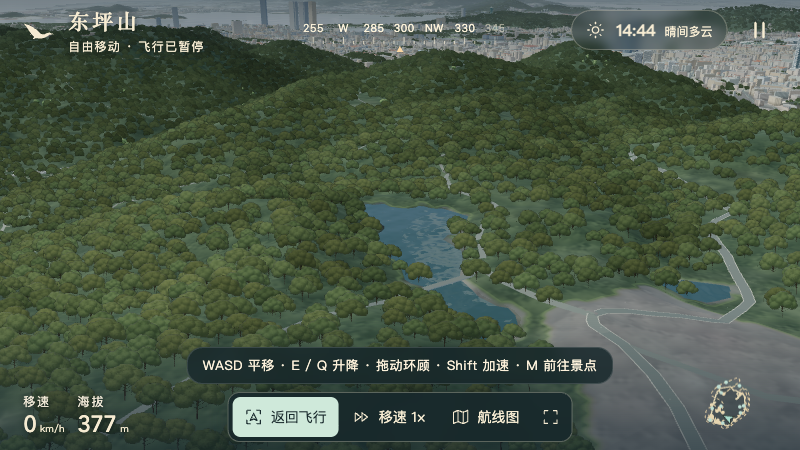 东坪山
自由移动 · 飞行已暂停
255 W 285 300 NW 330 345
14:44 晴间多云
WASD 平移 · E / Q 升降 · 拖动环顾 · Shift 加速 · M 前往景点
移速 海拔
0 km/h 377 m
返回飞行 移速 1x 航线图